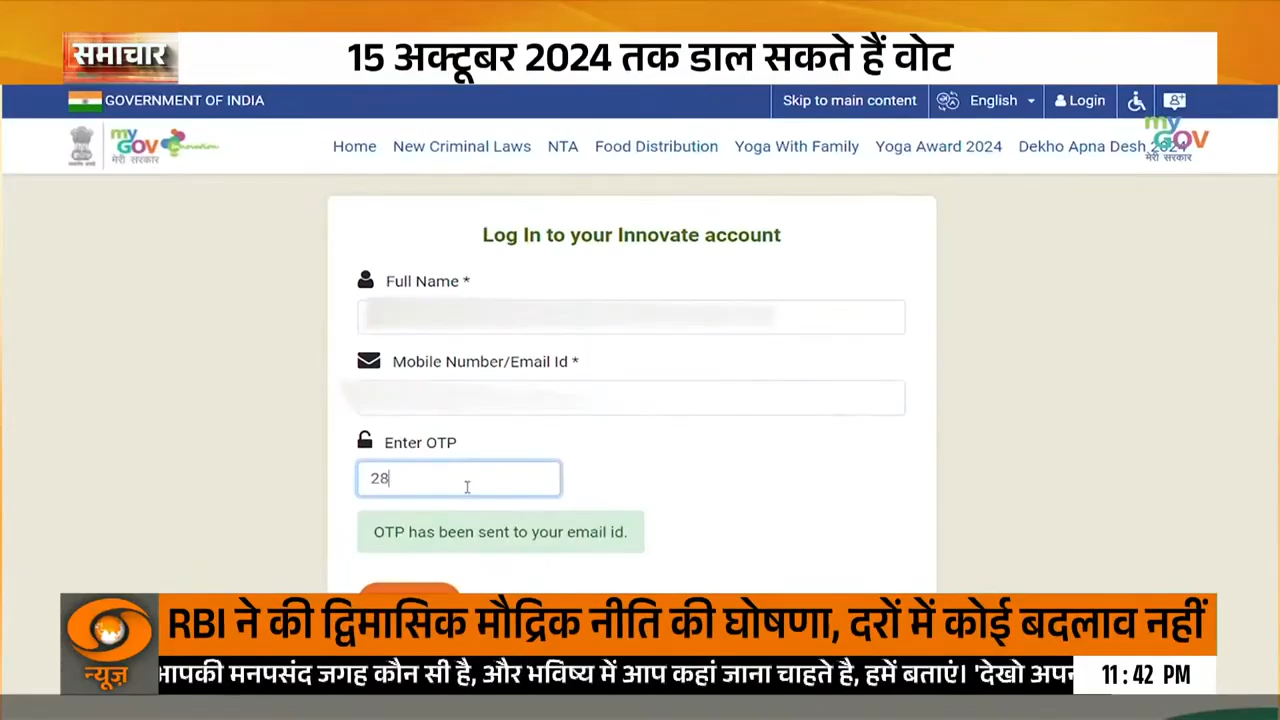 समाचार
15 अक्टूबर 2024 तक डाल सकते हैं वोट
GOVERNMENT OF INDIA
Skip to main content
English
Login
my GOV मेरी सरकार Innovation
Home
New Criminal Laws
NTA
Food Distribution
Yoga With Family
Yoga Award 2024
Dekho Apna Desh 2024
my GOV मेरी सरकार
Log In to your Innovate account
Full Name *
Mobile Number/Email Id *
Enter OTP
28
OTP has been sent to your email id.
RBI ने की द्विमासिक मौद्रिक नीति की घोषणा, दरों में कोई बदलाव नहीं
न्यूज़
आपकी मनपसंद जगह कौन सी है, और भविष्य में आप कहां जाना चाहते है, हमें बताएं। 'देखो अपन
11:42 PM